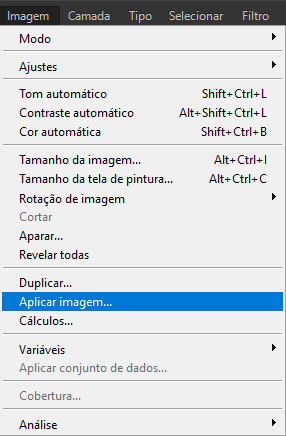 Imagem Camada Tipo Selecionar Filtro
Modo
Ajustes
Tom automático Shift+Ctrl+L
Contraste automático Alt+Shift+Ctrl+L
Cor automática Shift+Ctrl+B
Tamanho da imagem... Alt+Ctrl+I
Tamanho da tela de pintura... Alt+Ctrl+C
Rotação de imagem
Cortar
Aparar...
Revelar todas
Duplicar...
Aplicar imagem...
Cálculos...
Variáveis
Aplicar conjunto de dados...
Cobertura...
Análise